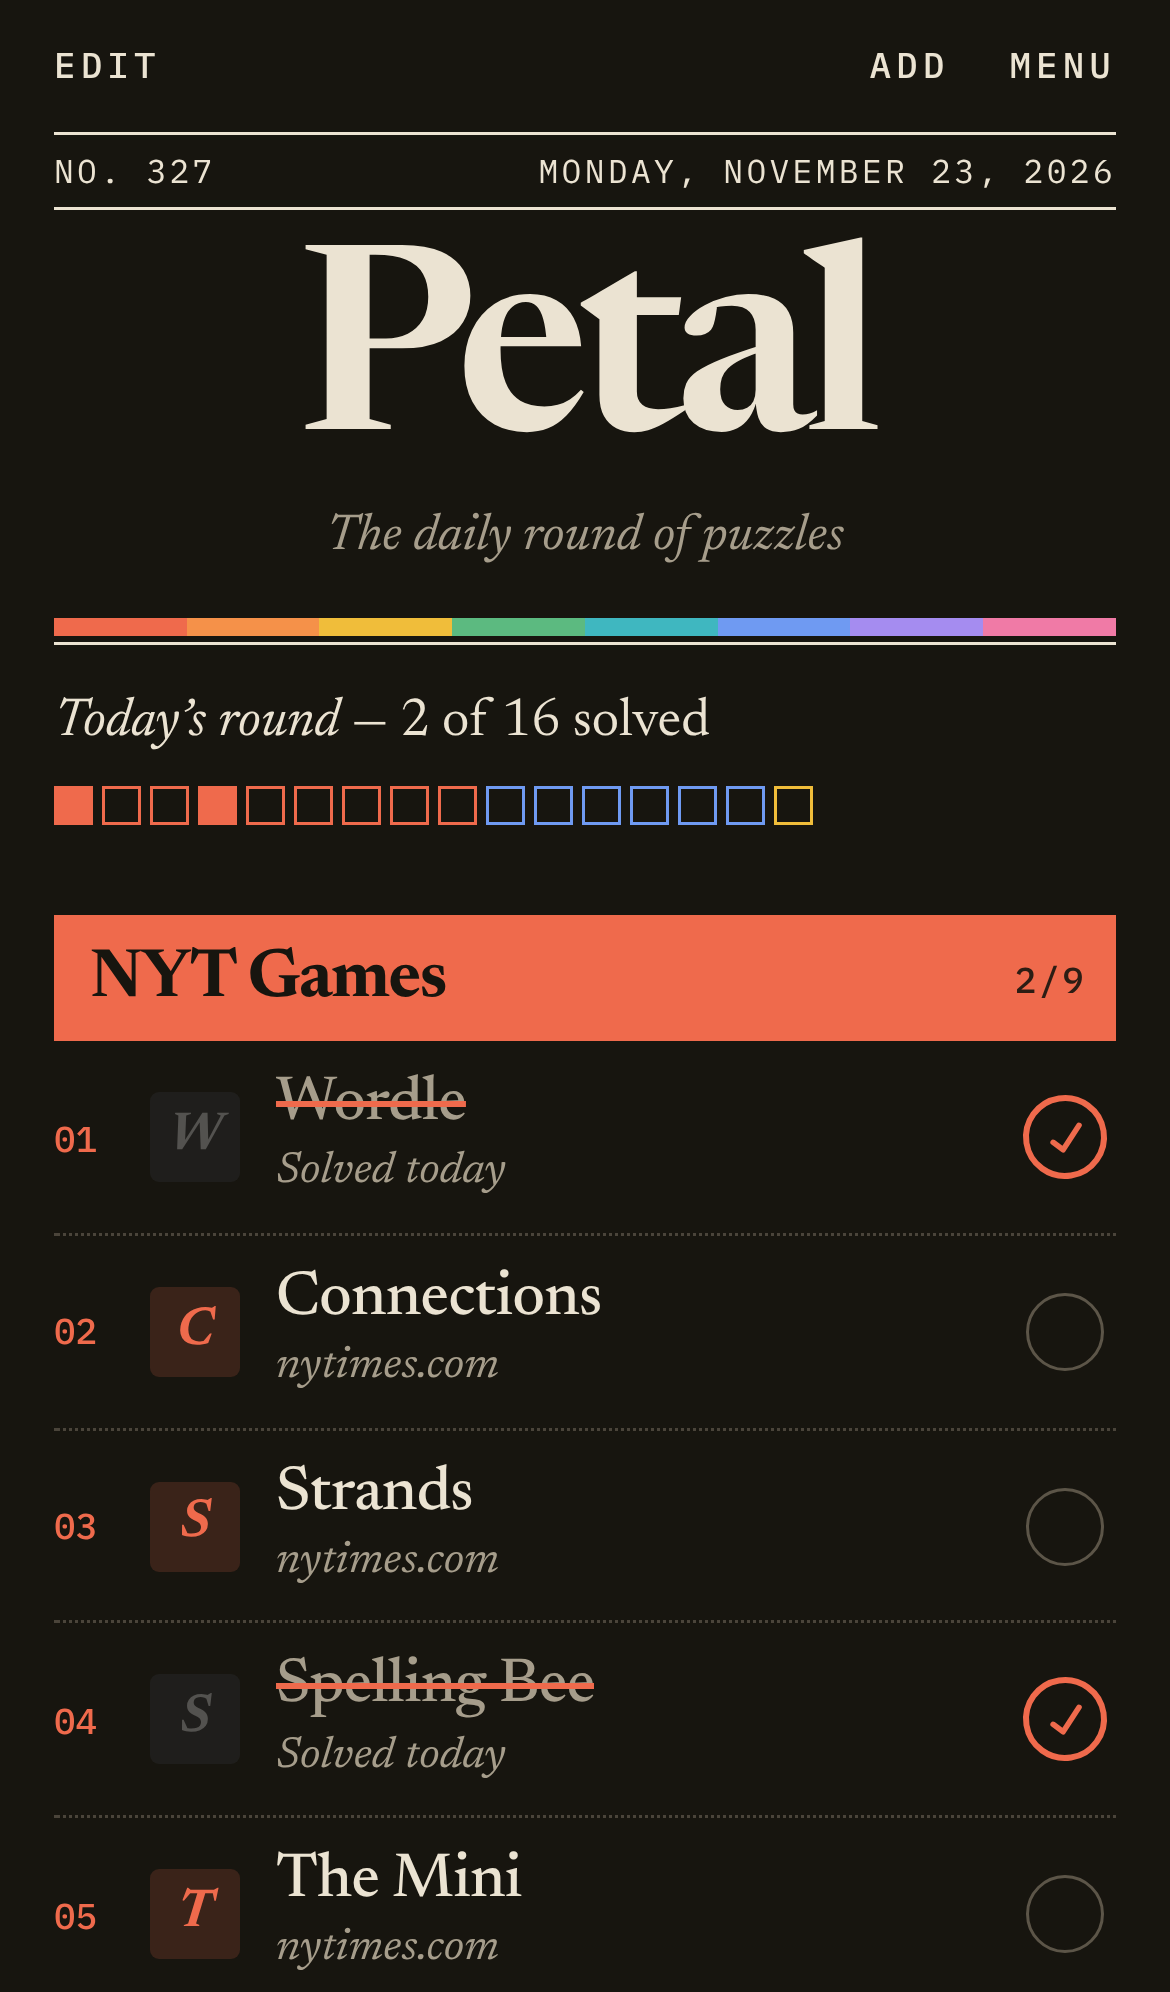 EDIT ADD MENU
NO. 327 MONDAY, NOVEMBER 23, 2026
Petal
The daily round of puzzles
Today’s round – 2 of 16 solved
NYT Games 2/9
01 W Wordle
Solved today
02 C Connections
nytimes.com
03 S Strands
nytimes.com
04 S Spelling Bee
Solved today
05 T The Mini
nytimes.com